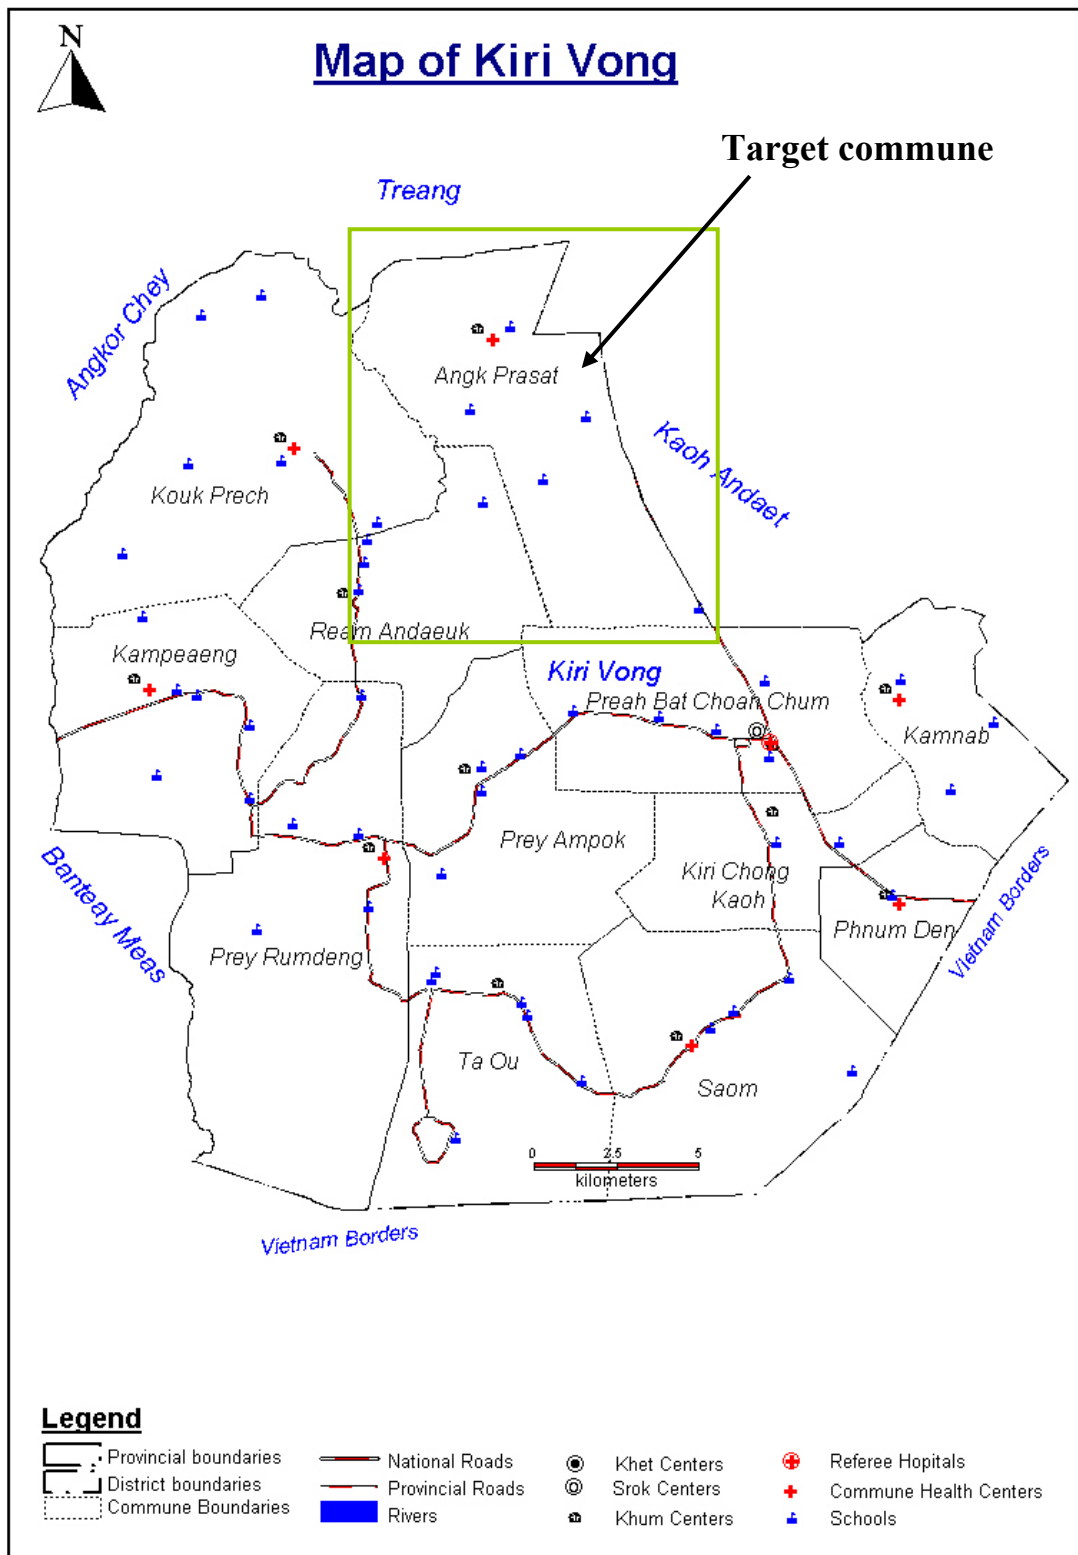 N
Map of Kiri Vong
Target commune
Treang
Angkor Chey
Angk Prasat
Kaoh Andaet
Kouk Prech
Ream Andaeuk
Kampeaeng
Kiri Vong
Preah Bat Choan Chum
Kamnab
Prey Ampok
Kiri Chong
Kaoh
Banteay Meas
Phnum Den
Vietnam Borders
Prey Rumdeng
Ta Ou
Saom
0 2.5 5
kilometers
Vietnam Borders
Legend
Provincial boundaries
District boundaries
Commune Boundaries
National Roads
Provincial Roads
Rivers
Khet Centers
Srok Centers
Khum Centers
Referee Hopitals
Commune Health Centers
Schools